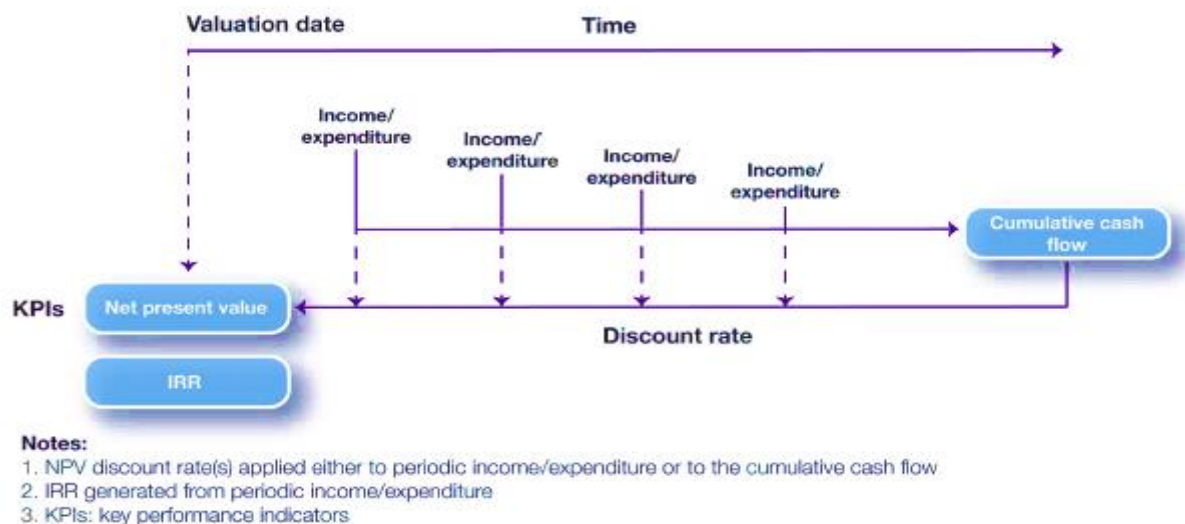 Valuation date
Time
Income/
expenditure
Income/
expenditure
Income/
expenditure
Income/
expenditure
Cumulative cash
flow
KPIs
Net present value
Discount rate
IRR
Notes:
1. NPV discount rate(s) applied either to periodic income/expenditure or to the cumulative cash flow
2. IRR generated from periodic income/expenditure
3. KPIs: key performance indicators